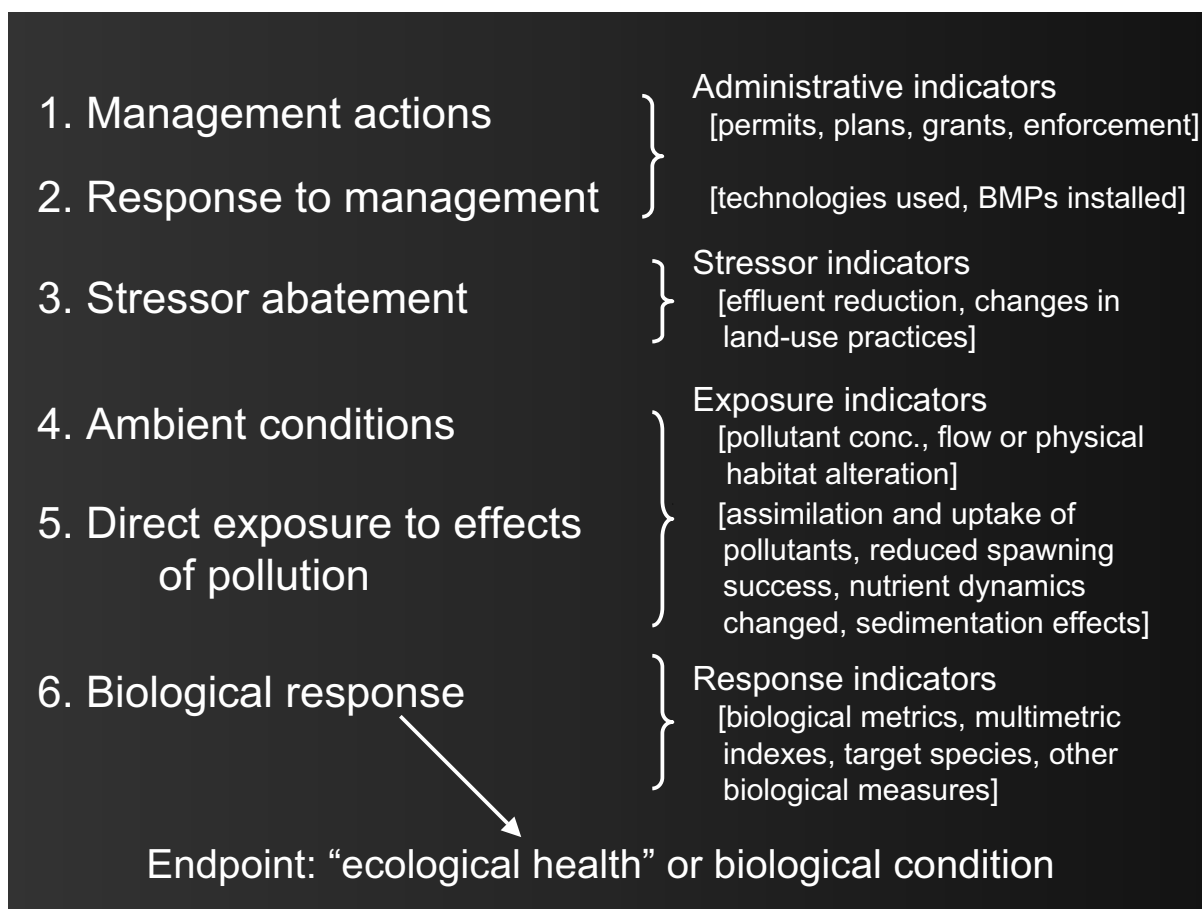 1. Management actions
2. Response to management
Administrative indicators
[permits, plans, grants, enforcement]
[technologies used, BMPs installed]
3. Stressor abatement
Stressor indicators
[effluent reduction, changes in
land-use practices]
4. Ambient conditions
5. Direct exposure to effects
of pollution
Exposure indicators
[pollutant conc., flow or physical
habitat alteration]
[assimilation and uptake of
pollutants, reduced spawning
success, nutrient dynamics
changed, sedimentation effects]
6. Biological response
Response indicators
[biological metrics, multimetric
indexes, target species, other
biological measures]
Endpoint: “ecological health” or biological condition